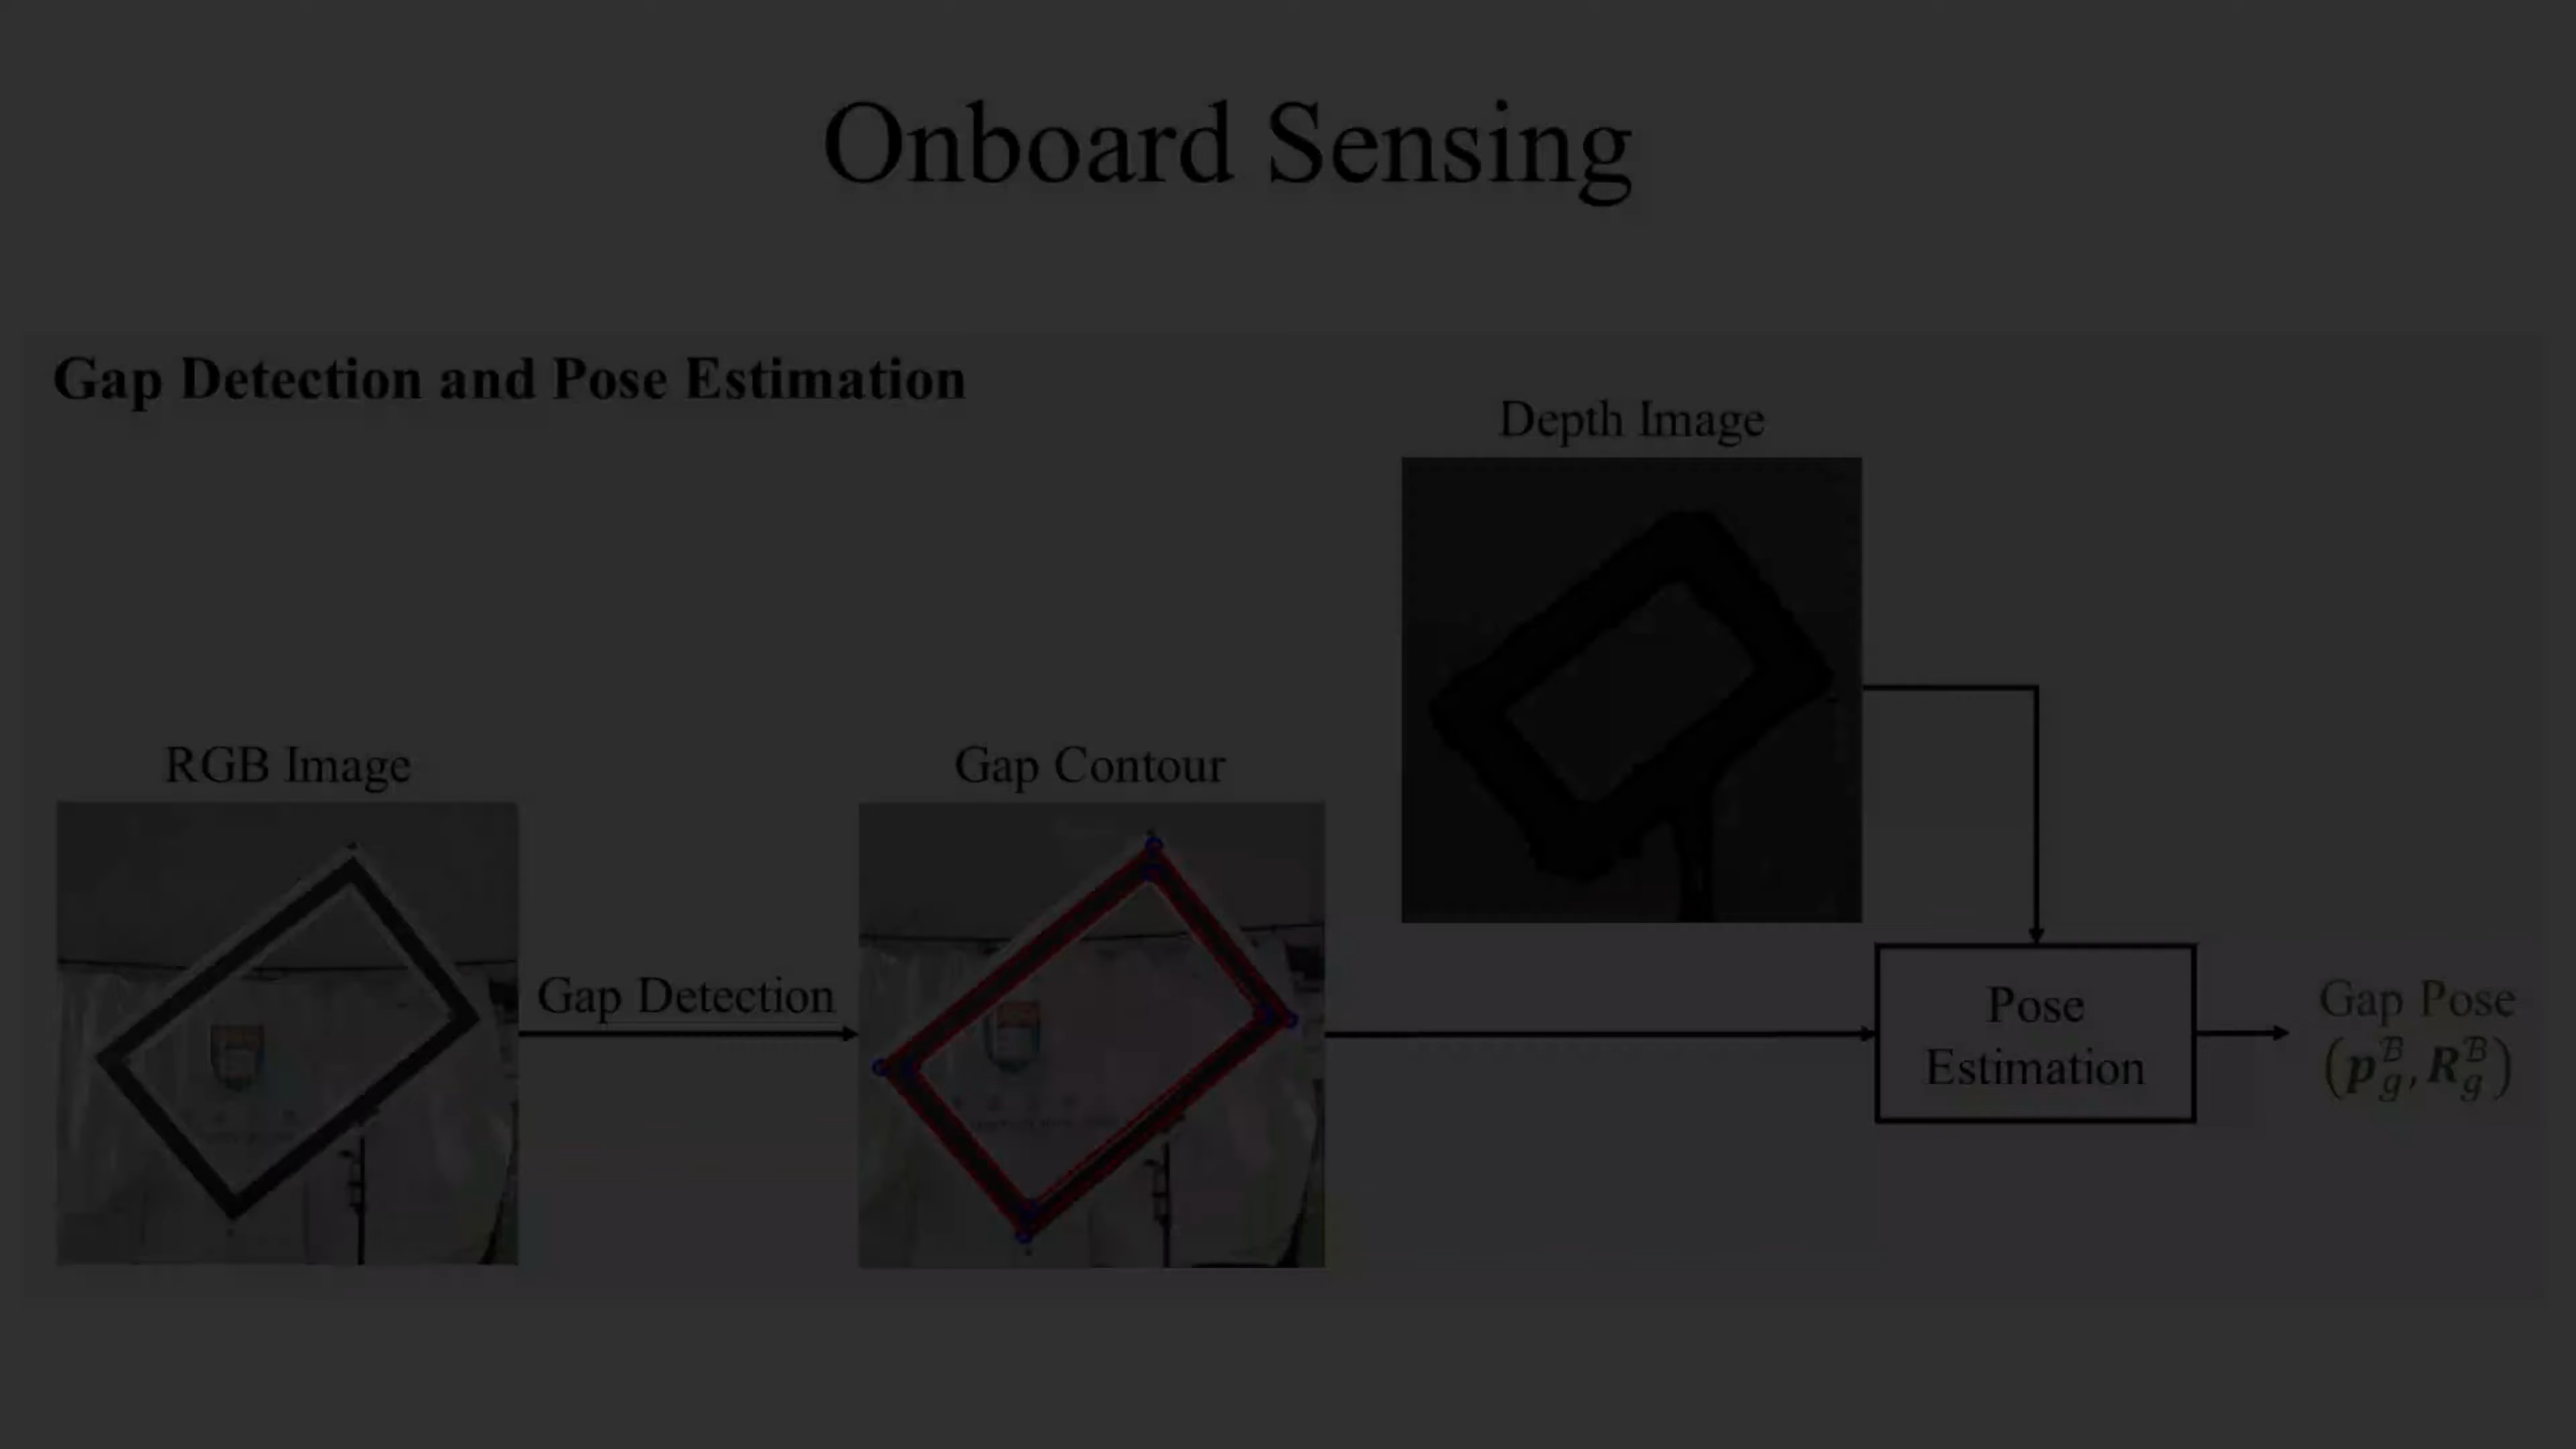 Onboard Sensing
Gap Detection and Pose Estimation
Depth Image
RGB Image
Gap Contour
Gap Detection
Pose
Estimation
Gap Pose
(p_g^ℬ, R_g^ℬ)